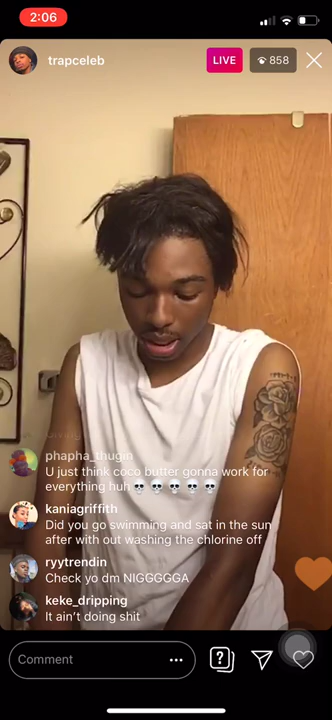 2:06
trapceleb
LIVE
858
phapha_thugin
U just think coco butter gonna work for
everything huh💀💀💀💀💀
kaniagriffith
Did you go swimming and sat in the sun
after with out washing the chlorine off
ryytrendin
Check yo dm NIGGGGGA
keke_dripping
It ain't doing shit
Comment